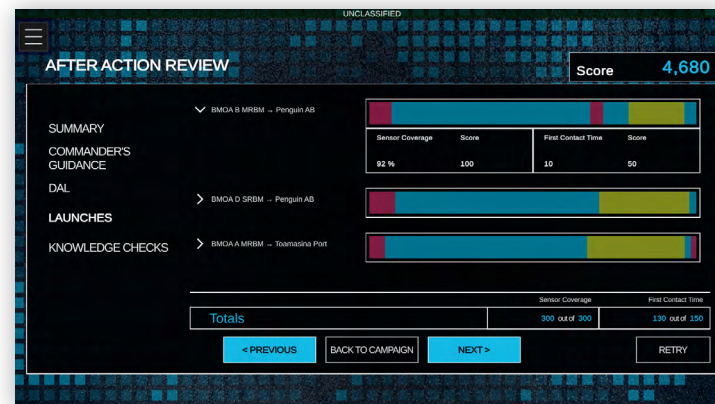 UNCLASSIFIED
AFTER ACTION REVIEW
Score 4,680
SUMMARY
COMMANDER'S
GUIDANCE
DAL
LAUNCHES
KNOWLEDGE CHECKS
BMOA B MRBM → Penguin AB
Sensor Coverage Score First Contact Time Score
92 % 100 10 50
BMOA D SRBM → Penguin AB
BMOA A MRBM → Toamasina Port
Sensor Coverage First Contact Time
Totals 300 out of 300 130 out of 150
< PREVIOUS BACK TO CAMPAIGN NEXT > RETRY